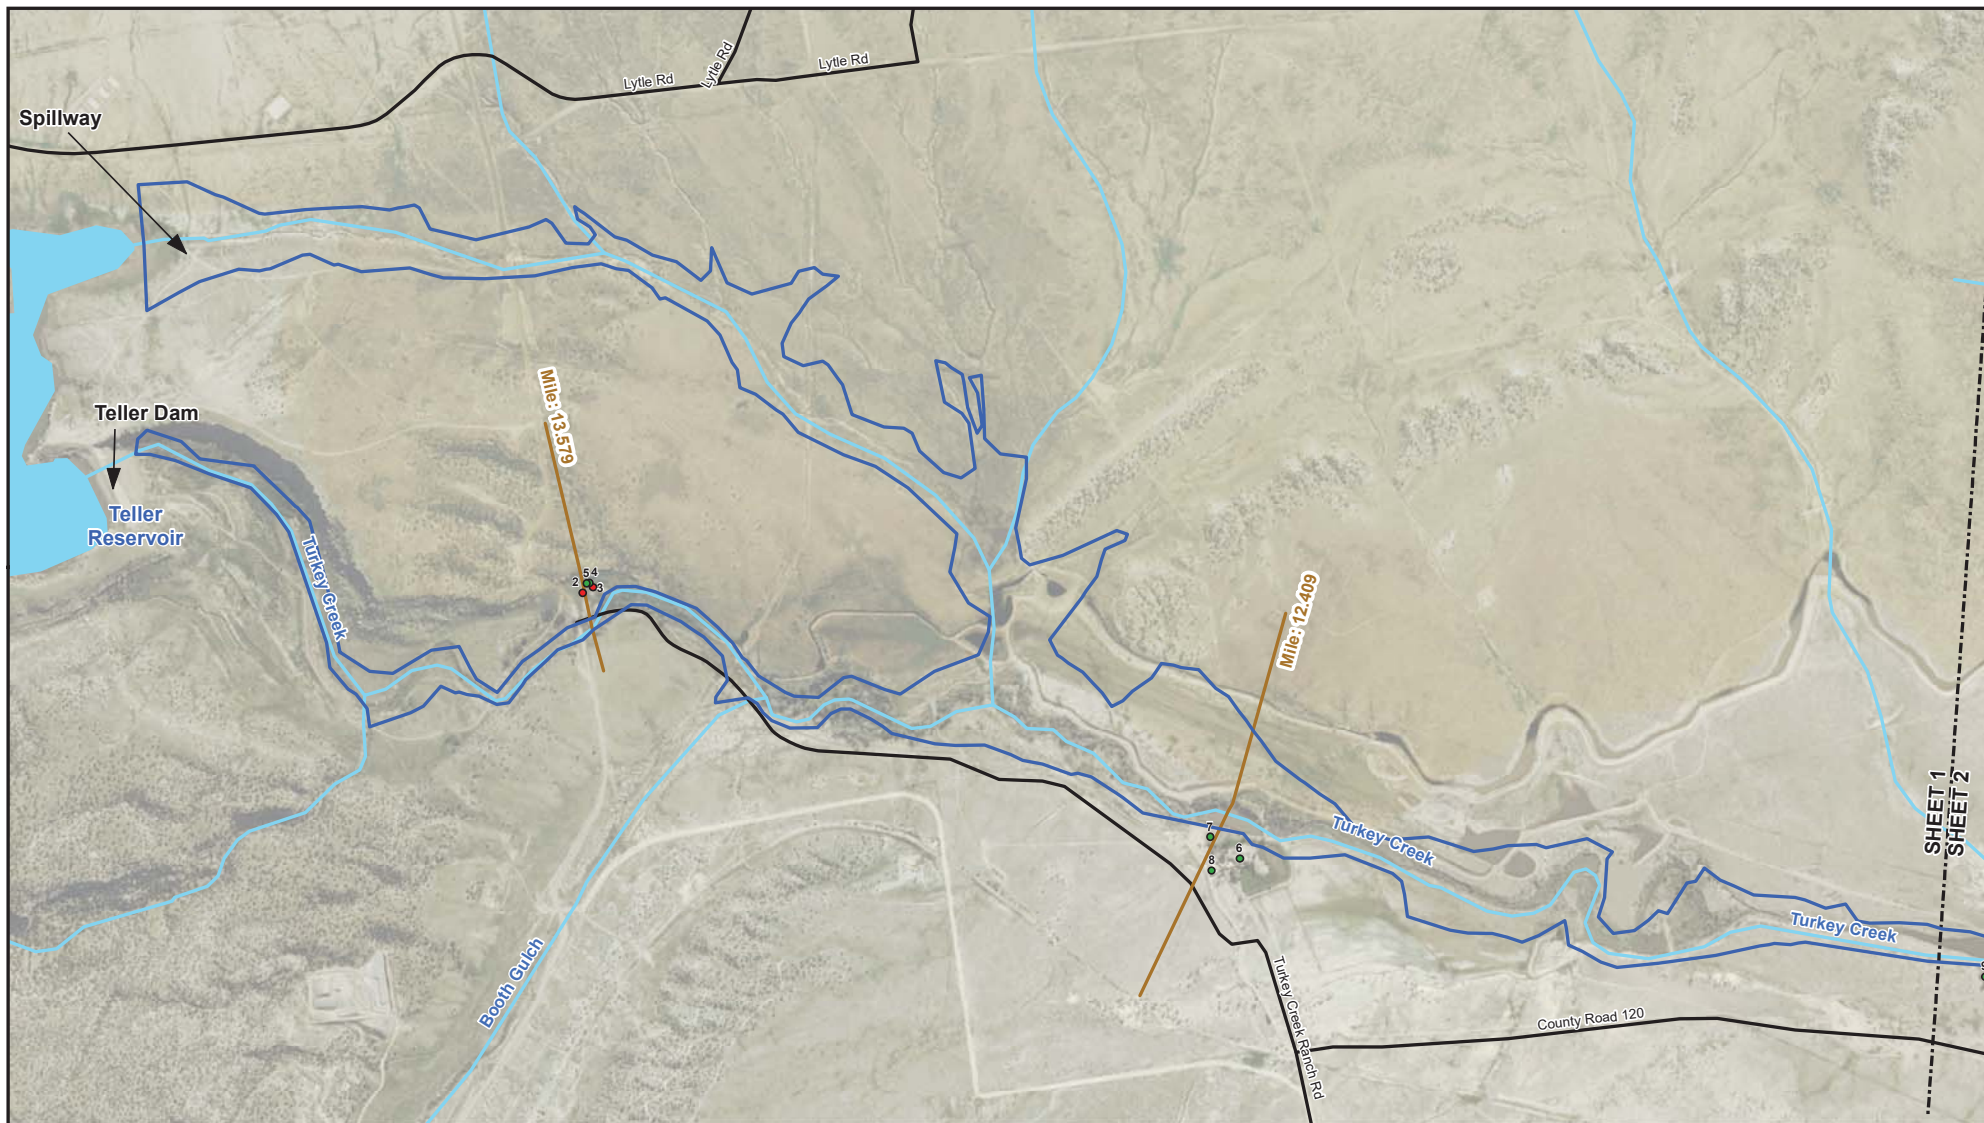 Lytle Rd
Lytle Rd
Lytle Rd
Spillway
Teller Dam
Teller
Reservoir
Turkey Creek
Mile: 13.579
5
4
2
3
Mile: 12.409
7
6
8
Turkey Creek
Turkey Creek
SHEET 1
SHEET 2
Booth Gulch
Turkey Creek Ranch Rd
County Road 120